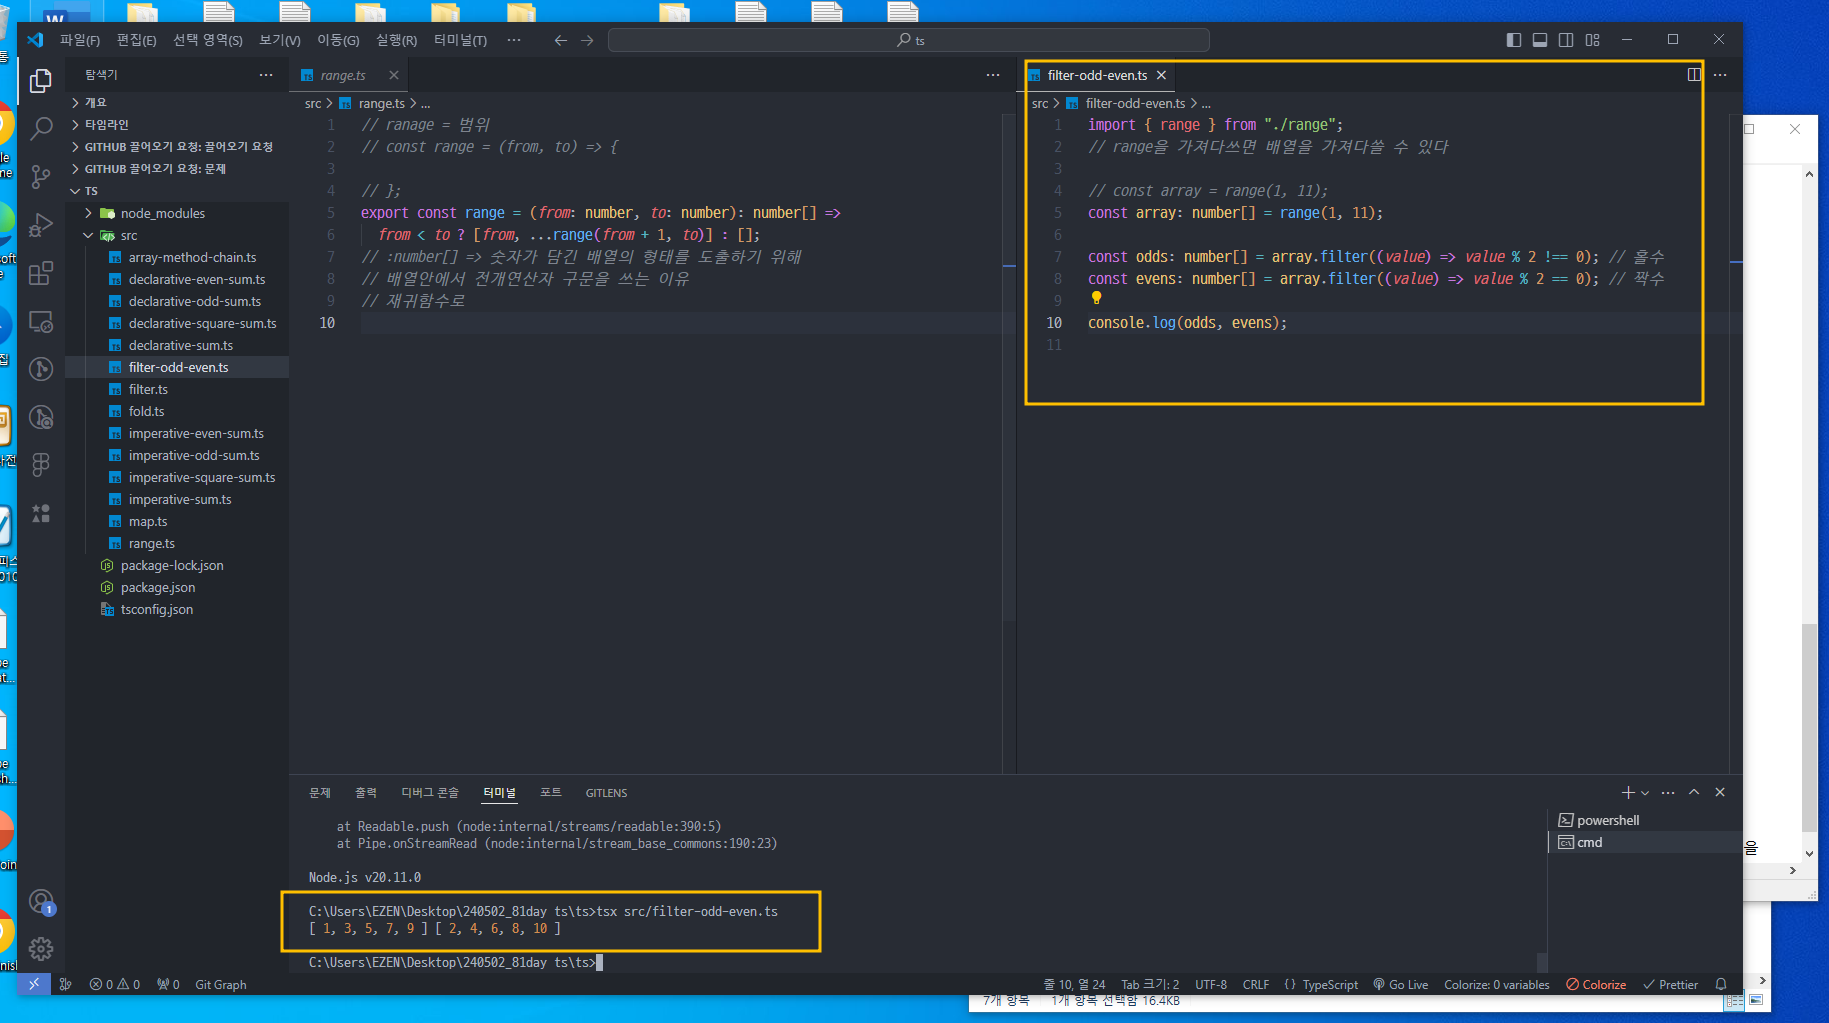 파일(F) 편집(E) 선택 영역(S) 보기(V) 이동(G) 실행(R) 터미널(T) ··· ts
탐색기
개요
타임라인
GITHUB 끌어오기 요청: 끌어오기 요청
GITHUB 끌어오기 요청: 문제
TS
node_modules
src
array-method-chain.ts
declarative-even-sum.ts
declarative-odd-sum.ts
declarative-square-sum.ts
declarative-sum.ts
filter-odd-even.ts
filter.ts
fold.ts
imperative-even-sum.ts
imperative-odd-sum.ts
imperative-square-sum.ts
imperative-sum.ts
map.ts
range.ts
package-lock.json
package.json
tsconfig.json
range.ts
src > range.ts > ...
1 // ranage = 범위
2 // const range = (from, to) => {
3
4 // };
5 export const range = (from: number, to: number): number[] =>
6 from < to ? [from, ...range(from + 1, to)] : [];
7 // :number[] => 숫자가 담긴 배열의 형태를 도출하기 위해
8 // 배열안에서 전개연산자 구문을 쓰는 이유
9 // 재귀함수로
10
filter-odd-even.ts
src > filter-odd-even.ts > ...
1 import { range } from "./range";
2 // range을 가져다쓰면 배열을 가져다쓸 수 있다
3
4 // const array = range(1, 11);
5 const array: number[] = range(1, 11);
6
7 const odds: number[] = array.filter((value) => value % 2 !== 0); // 홀수
8 const evens: number[] = array.filter((value) => value % 2 == 0); // 짝수
9
10 console.log(odds, evens);
11
문제 출력 디버그 콘솔 터미널 포트 GITLENS
at Readable.push (node:internal/streams/readable:390:5)
at Pipe.onStreamRead (node:internal/stream_base_commons:190:23)
Node.js v20.11.0
C:\Users\EZEN\Desktop\240502_81day ts\ts>tsx src/filter-odd-even.ts
[ 1, 3, 5, 7, 9 ] [ 2, 4, 6, 8, 10 ]
C:\Users\EZEN\Desktop\240502_81day ts\ts>
powershell
cmd
1
0 0 0 Git Graph 줄 10, 열 24 Tab 크기: 2 UTF-8 CRLF { } TypeScript Go Live Colorize: 0 variables Colorize Prettier
을
7개 항목 1개 항목 선택함 16.4KB